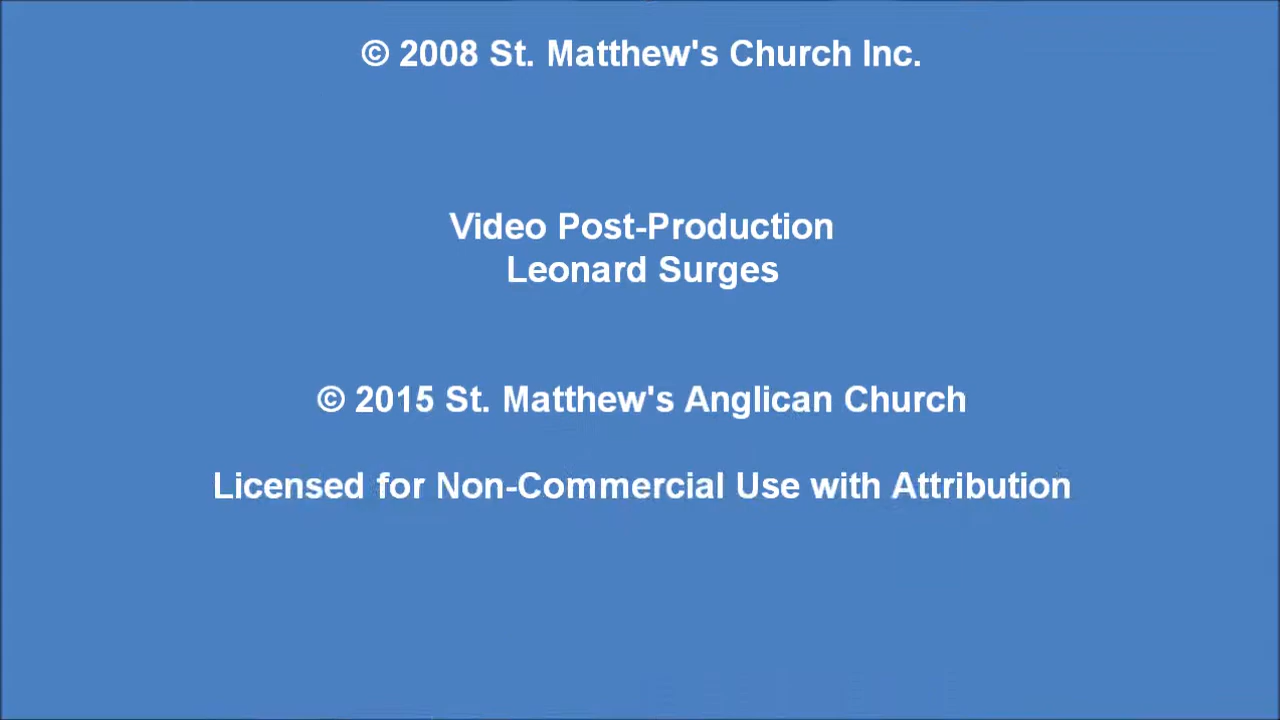 © 2008 St. Matthew's Church Inc.
Video Post-Production
Leonard Surges
© 2015 St. Matthew's Anglican Church
Licensed for Non-Commercial Use with Attribution